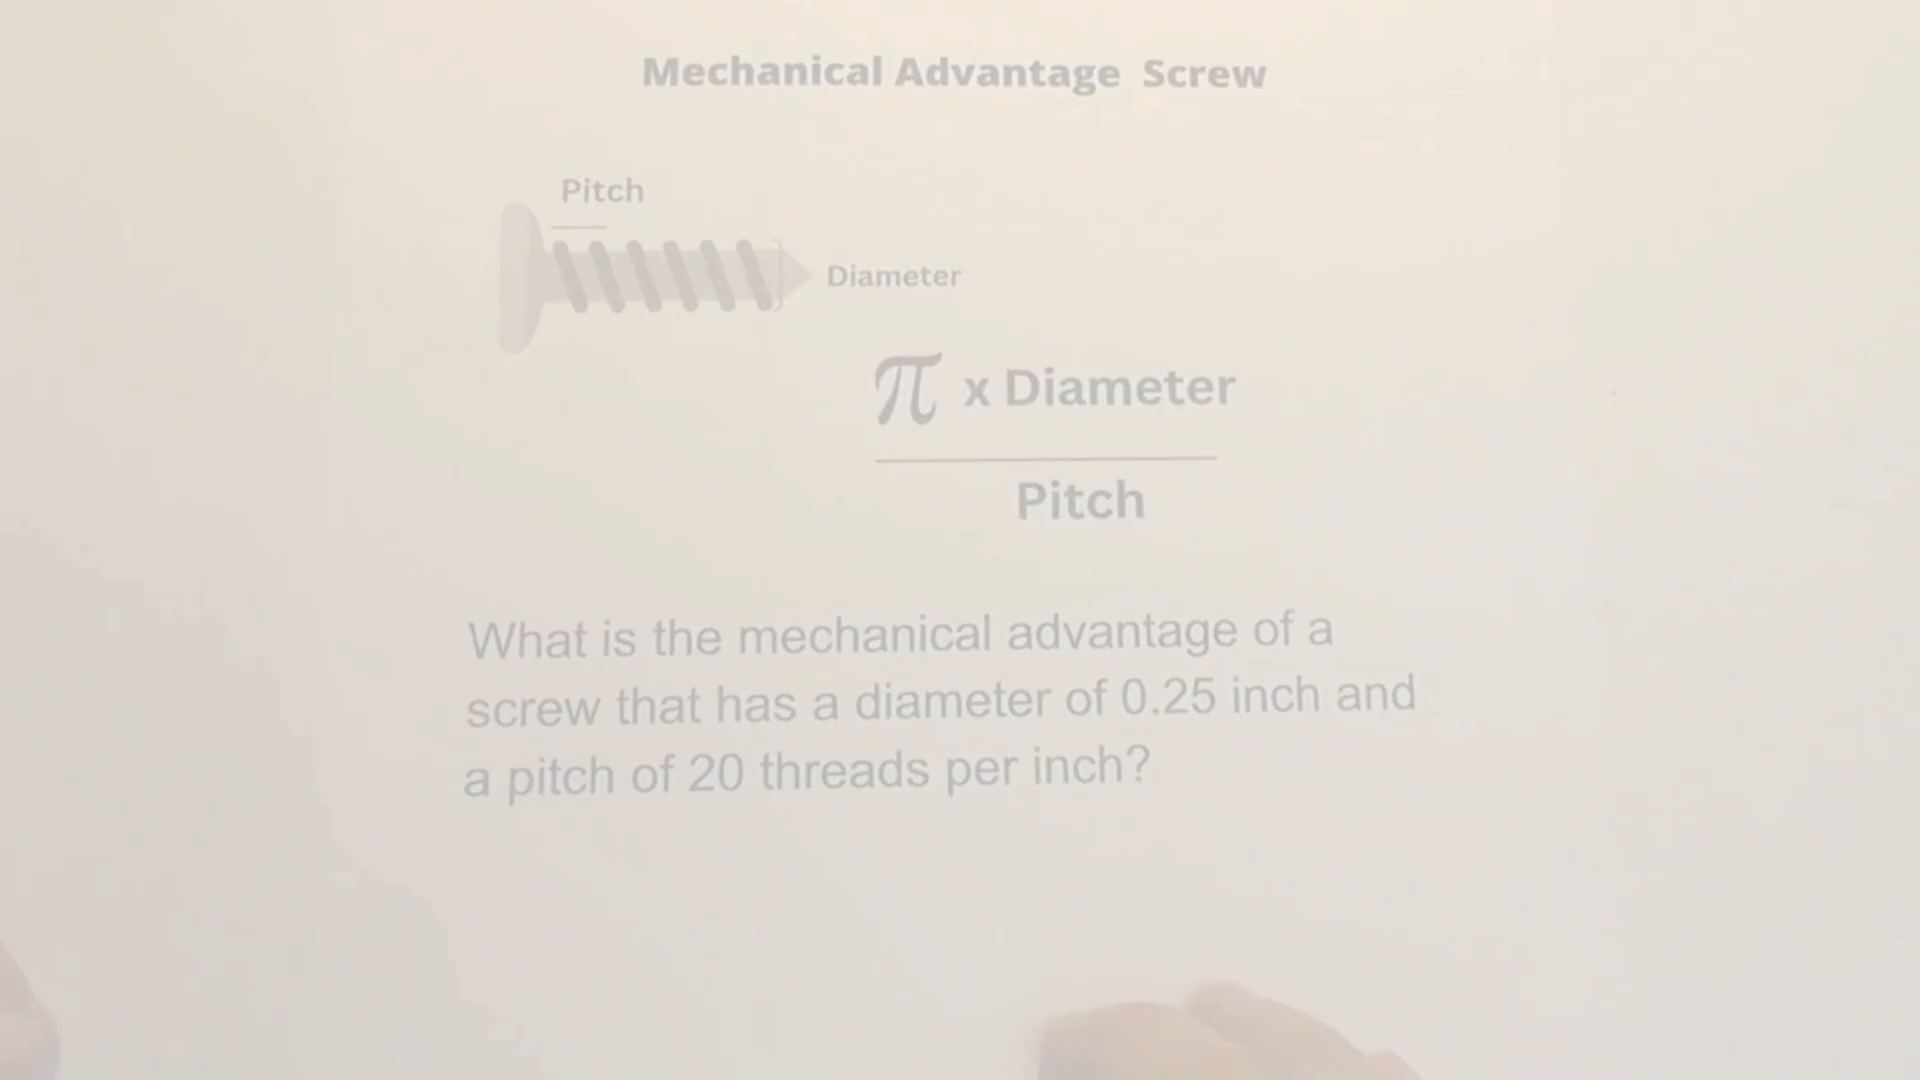 Mechanical Advantage Screw
Pitch
Diameter
π x Diameter
Pitch
What is the mechanical advantage of a
screw that has a diameter of 0.25 inch and
a pitch of 20 threads per inch?